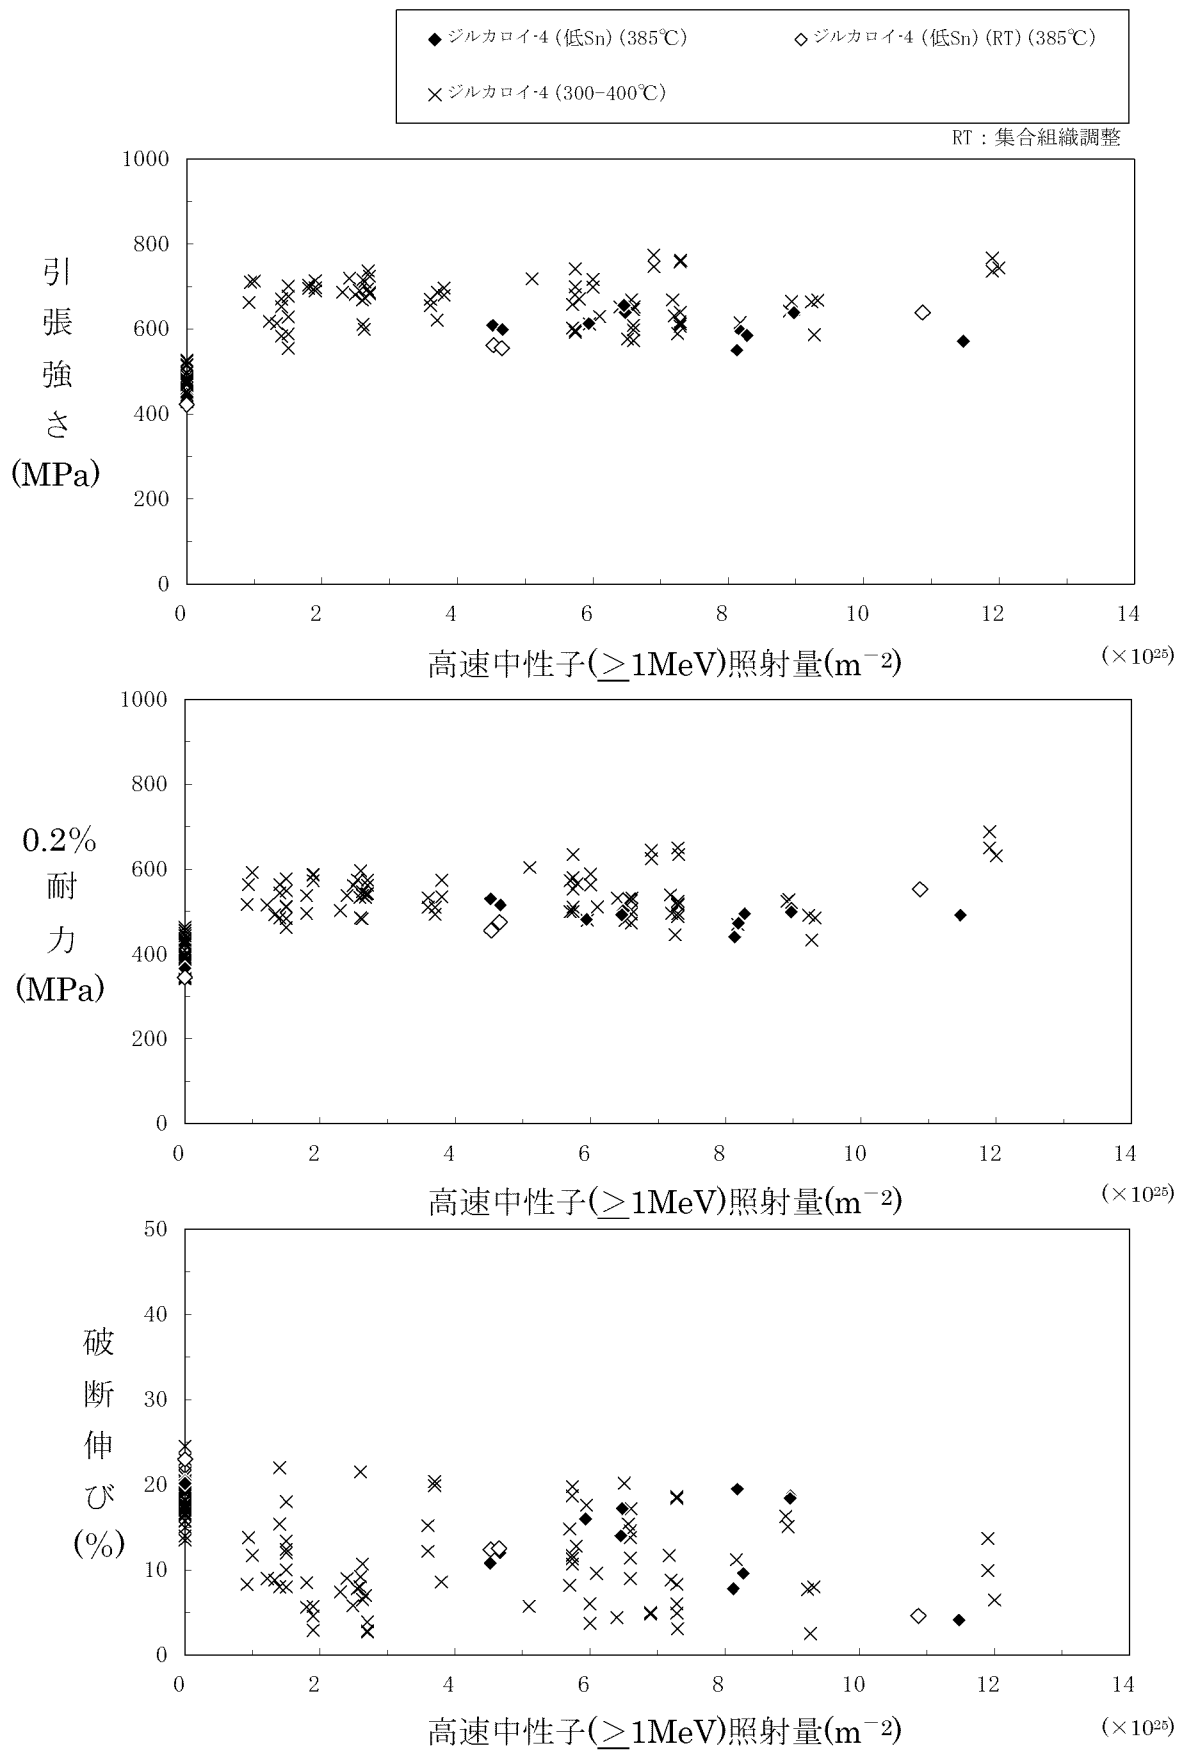 ◆ ジルカロイ-4 (低Sn) (385℃) ◇ ジルカロイ-4 (低Sn) (RT) (385℃)
× ジルカロイ-4 (300-400℃)
RT：集合組織調整
引張強さ(MPa)
1000
800
600
400
200
0
0 2 4 6 8 10 12 14
高速中性子(≥1MeV)照射量(m⁻²) (×10²⁵)
0.2%耐力(MPa)
1000
800
600
400
200
0
0 2 4 6 8 10 12 14
高速中性子(≥1MeV)照射量(m⁻²) (×10²⁵)
破断伸び(%)
50
40
30
20
10
0
0 2 4 6 8 10 12 14
高速中性子(≥1MeV)照射量(m⁻²) (×10²⁵)